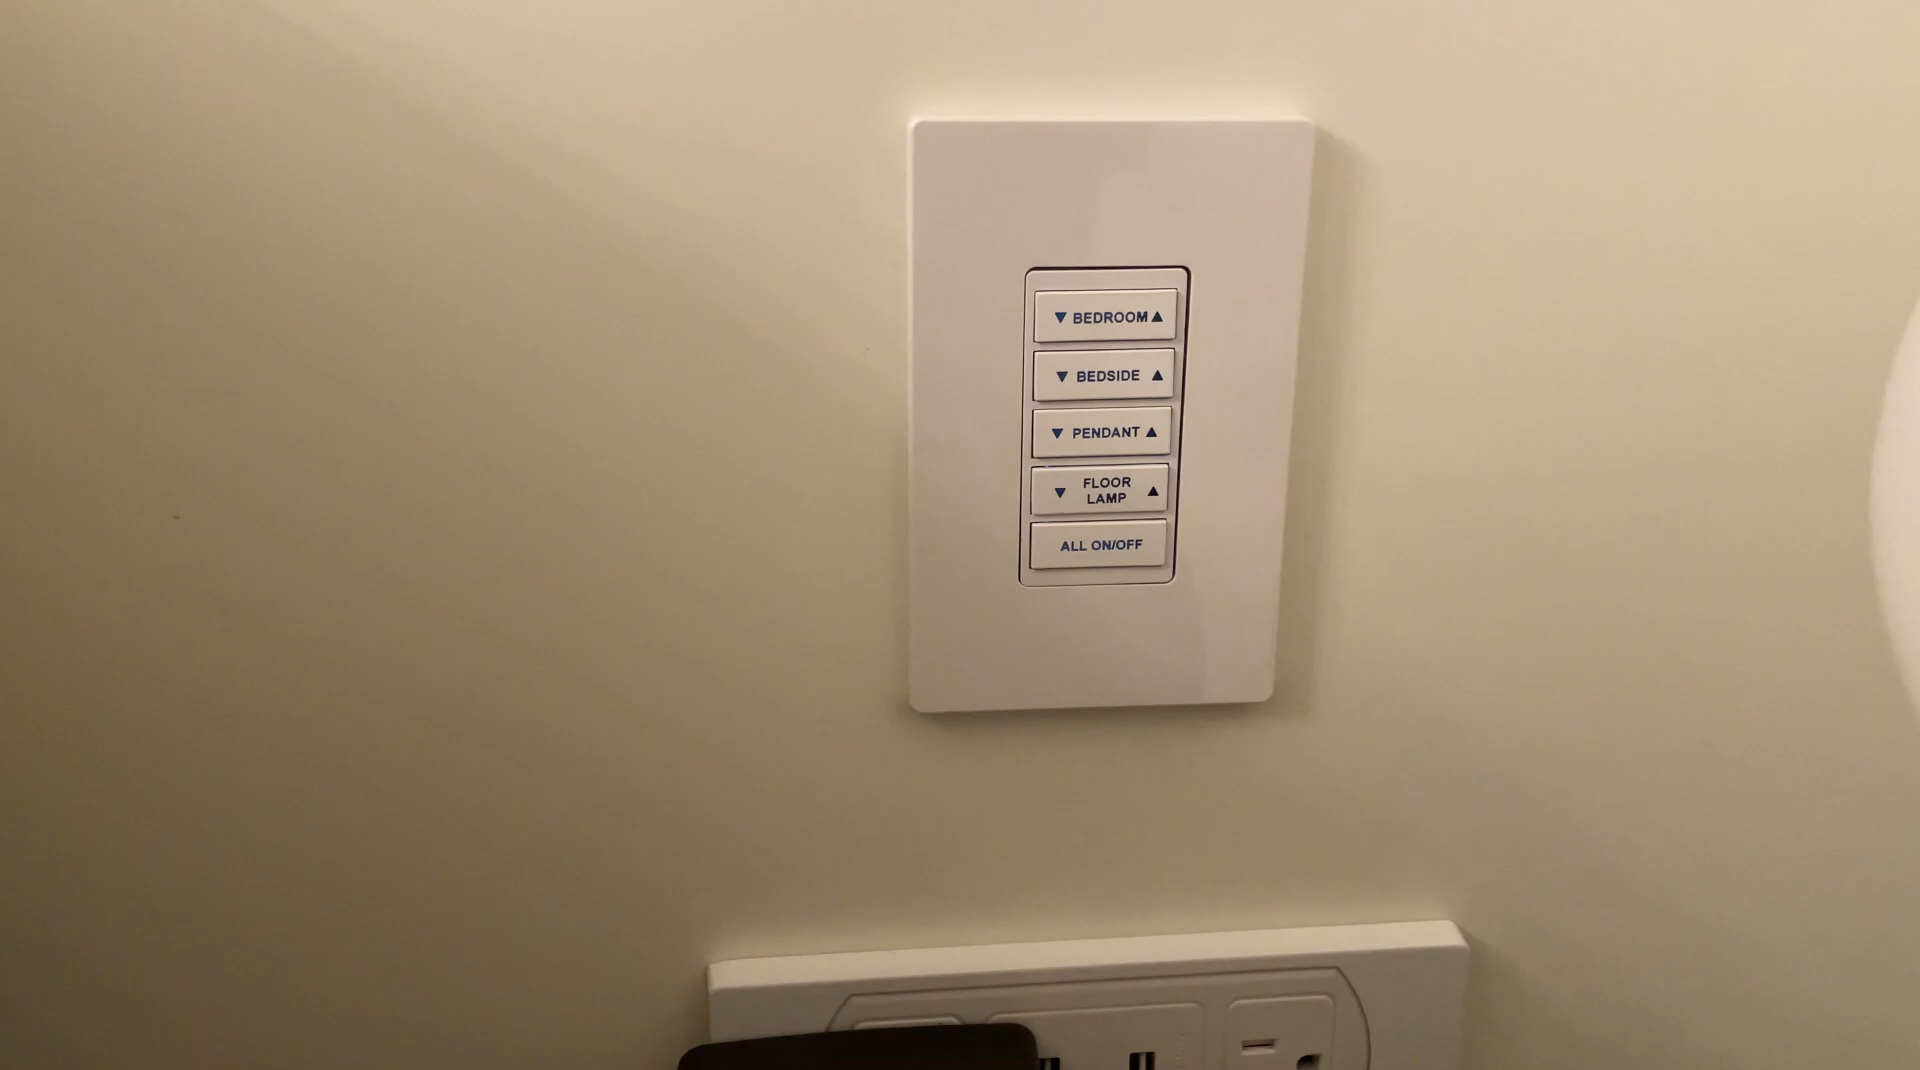 ▼ BEDROOM ▲
▼ BEDSIDE ▲
▼ PENDANT ▲
▼ FLOOR LAMP ▲
ALL ON/OFF